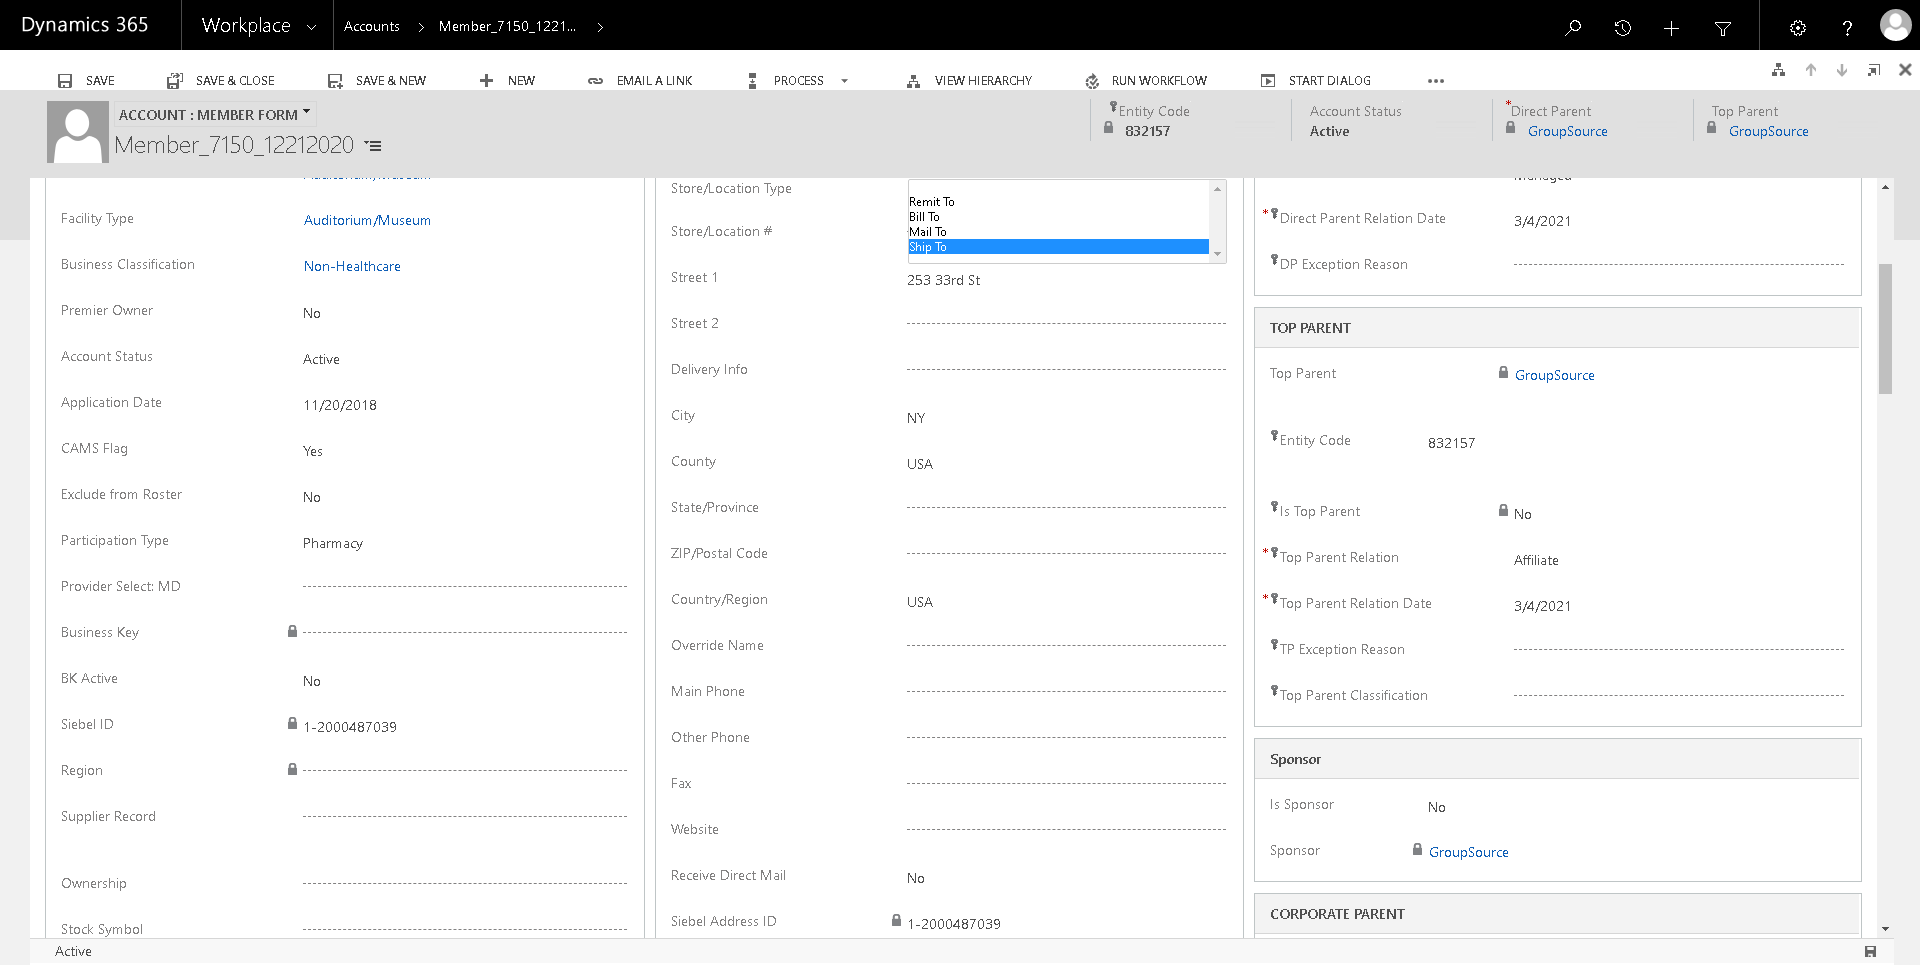 Dynamics 365
Workplace
Accounts
Member_7150_1221...
SAVE
SAVE & CLOSE
SAVE & NEW
NEW
EMAIL A LINK
PROCESS
VIEW HIERARCHY
RUN WORKFLOW
START DIALOG
ACCOUNT : MEMBER FORM
Member_7150_12212020
Entity Code
832157
Account Status
Active
*Direct Parent
GroupSource
Top Parent
GroupSource
Auditorium/Museum
Facility Type
Auditorium/Museum
Business Classification
Non-Healthcare
Premier Owner
No
Account Status
Active
Application Date
11/20/2018
CAMS Flag
Yes
Exclude from Roster
No
Participation Type
Pharmacy
Provider Select: MD
Business Key
BK Active
No
Siebel ID
1-2000487039
Region
Supplier Record
Ownership
Stock Symbol
Store/Location Type
Remit To
Bill To
Mail To
Ship To
Store/Location #
Street 1
253 33rd St
Street 2
Delivery Info
City
NY
County
USA
State/Province
ZIP/Postal Code
Country/Region
USA
Override Name
Main Phone
Other Phone
Fax
Website
Receive Direct Mail
No
Siebel Address ID
1-2000487039
Managed
*Direct Parent Relation Date
3/4/2021
DP Exception Reason
TOP PARENT
Top Parent
GroupSource
Entity Code
832157
Is Top Parent
No
*Top Parent Relation
Affiliate
*Top Parent Relation Date
3/4/2021
TP Exception Reason
Top Parent Classification
Sponsor
Is Sponsor
No
Sponsor
GroupSource
CORPORATE PARENT
Active